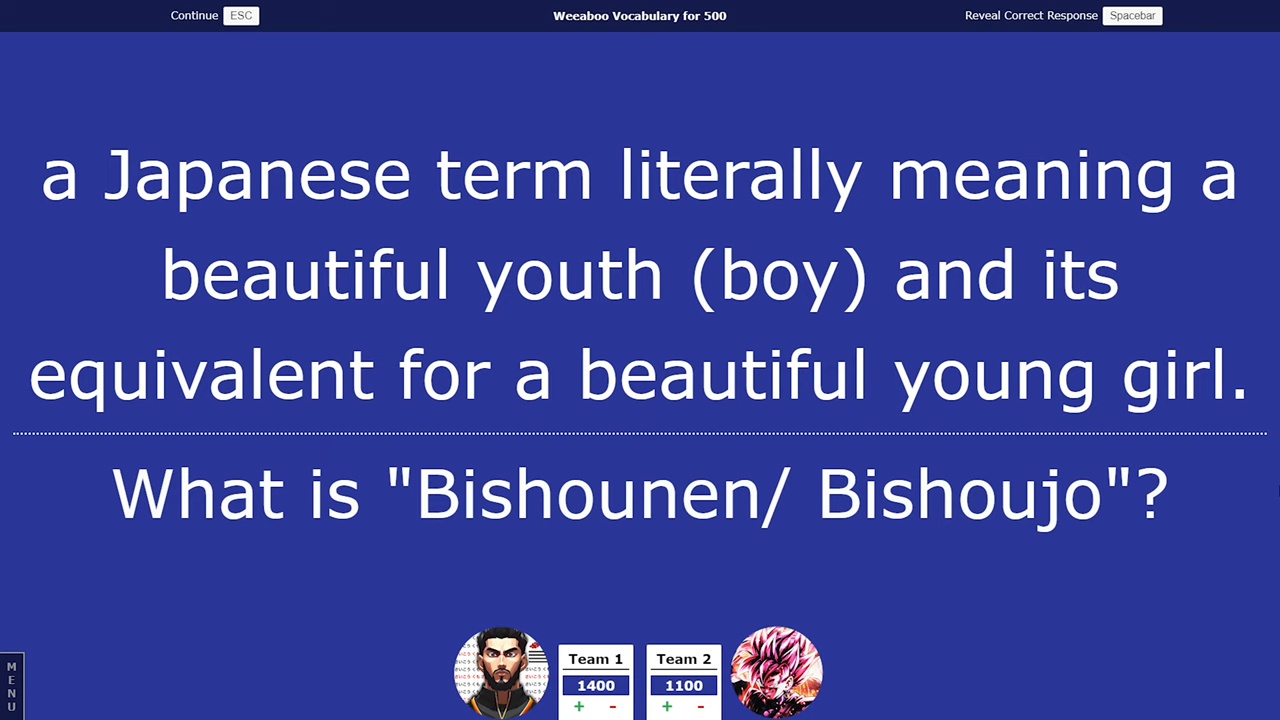 Continue ESC
Weeaboo Vocabulary for 500
Reveal Correct Response Spacebar
a Japanese term literally meaning a
beautiful youth (boy) and its
equivalent for a beautiful young girl.
What is "Bishounen/ Bishoujo"?
MENU
Team 1
1400
+ -
Team 2
1100
+ -